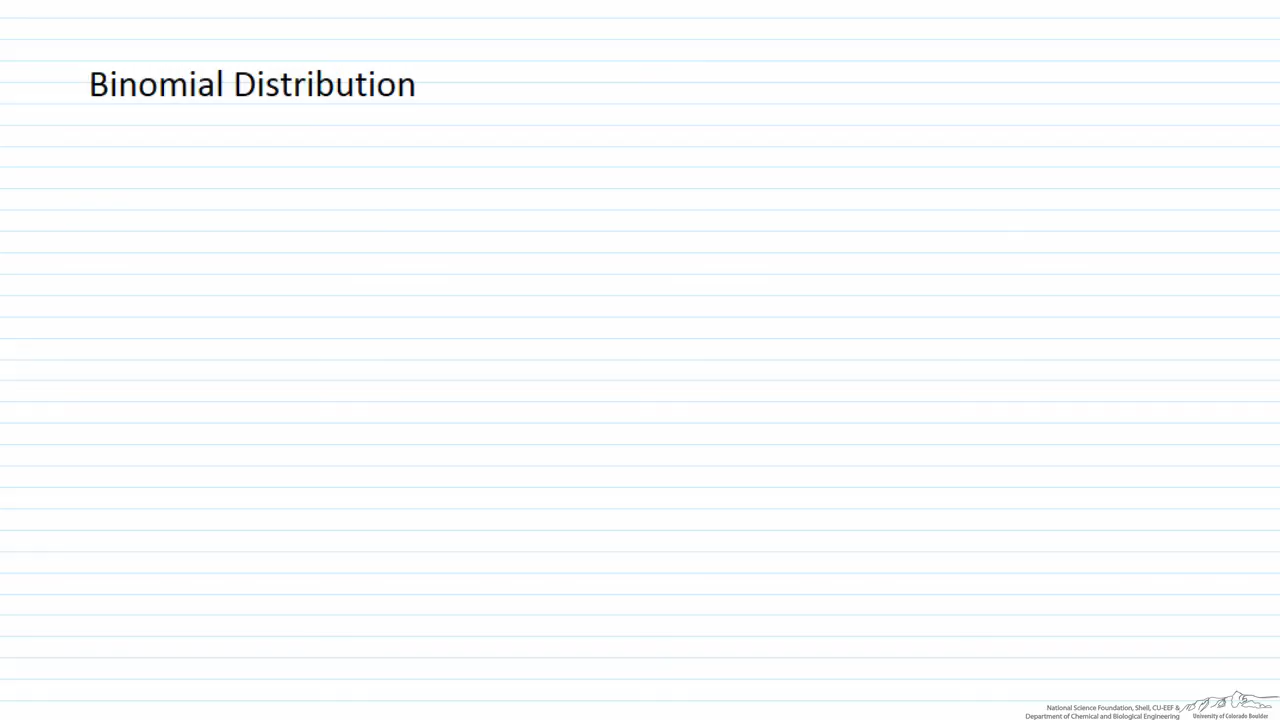 Binomial Distribution
National Science Foundation, Shell, CU-EEF &
Department of Chemical and Biological Engineering
University of Colorado Boulder